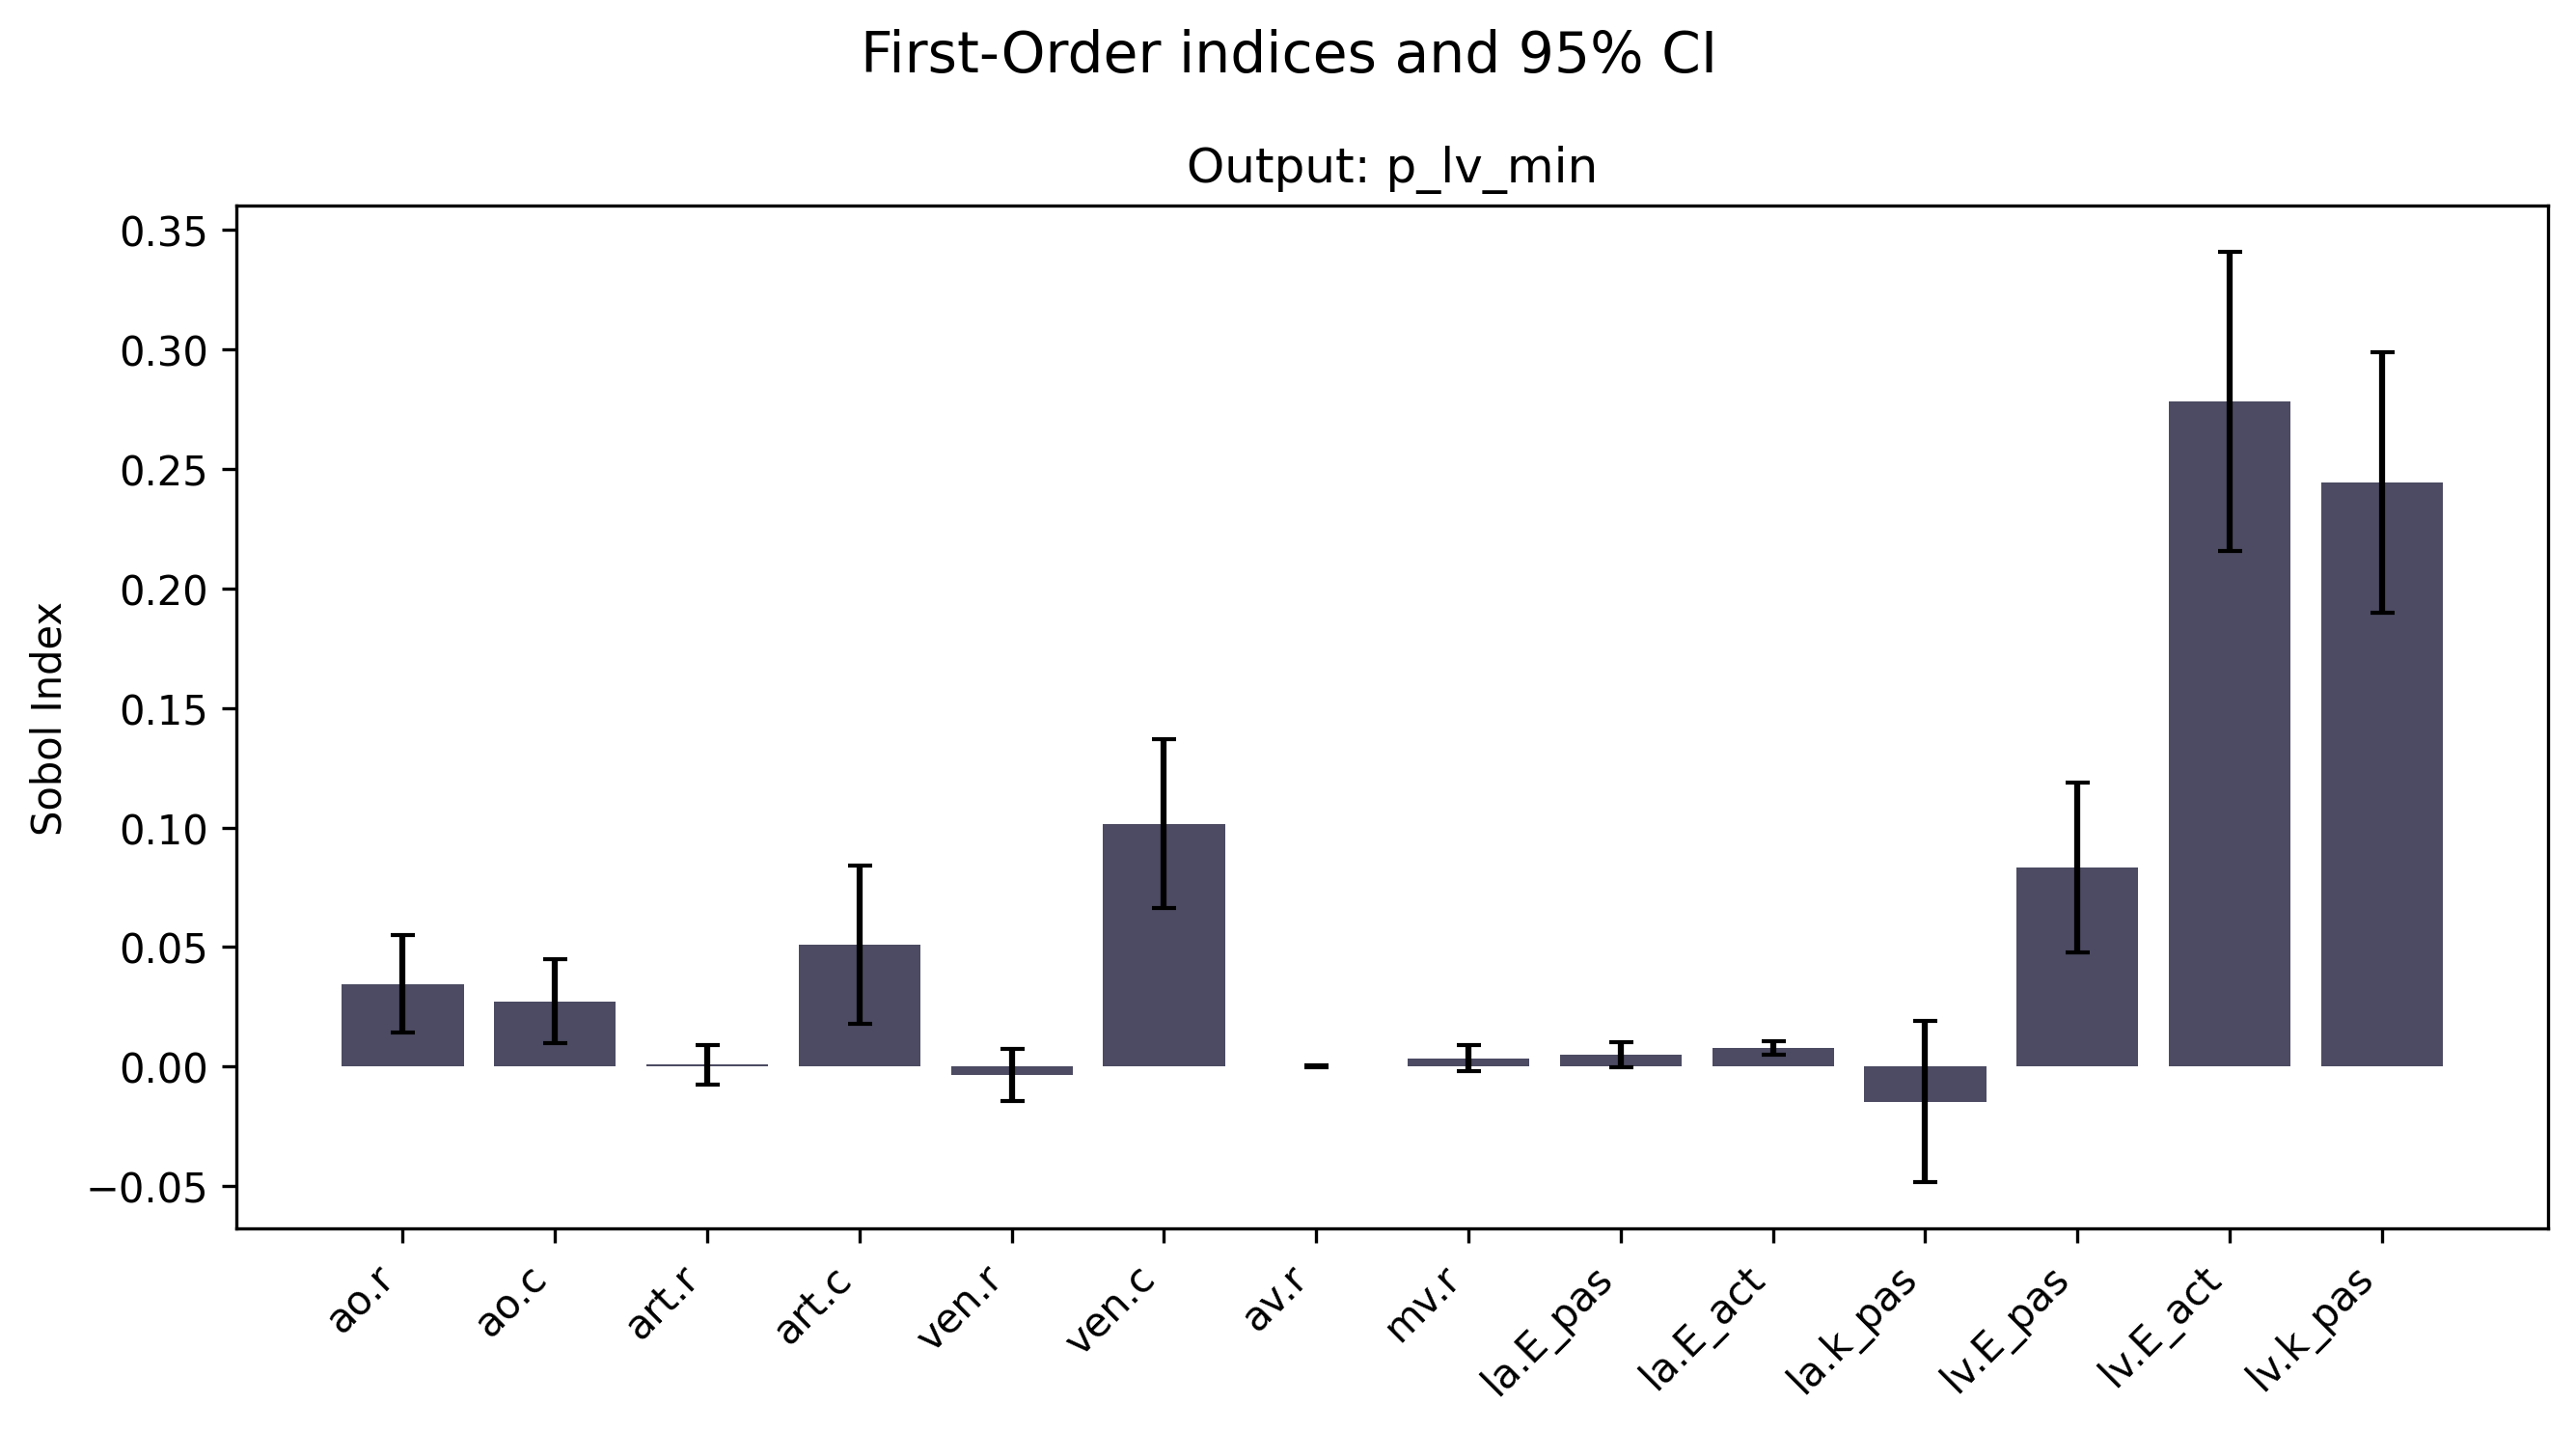 First-Order indices and 95% CI
Output: p_lv_min
0.35
0.30
0.25
0.20
0.15
0.10
0.05
0.00
−0.05
Sobol Index
ao.r
ao.c
art.r
art.c
ven.r
ven.c
av.r
mv.r
la.E_pas
la.E_act
la.k_pas
lv.E_pas
lv.E_act
lv.k_pas